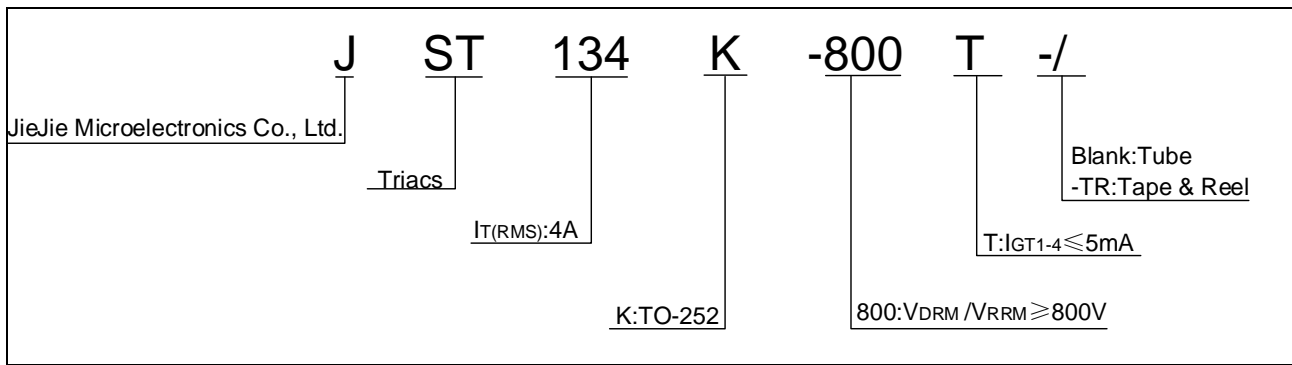 J ST 134 K -800 T -/
JieJie Microelectronics Co., Ltd.
Blank:Tube
Triacs
-TR:Tape & Reel
IT(RMS):4A
T:IGT1-4≤5mA
K:TO-252
800:VDRM /VRRM≥800V